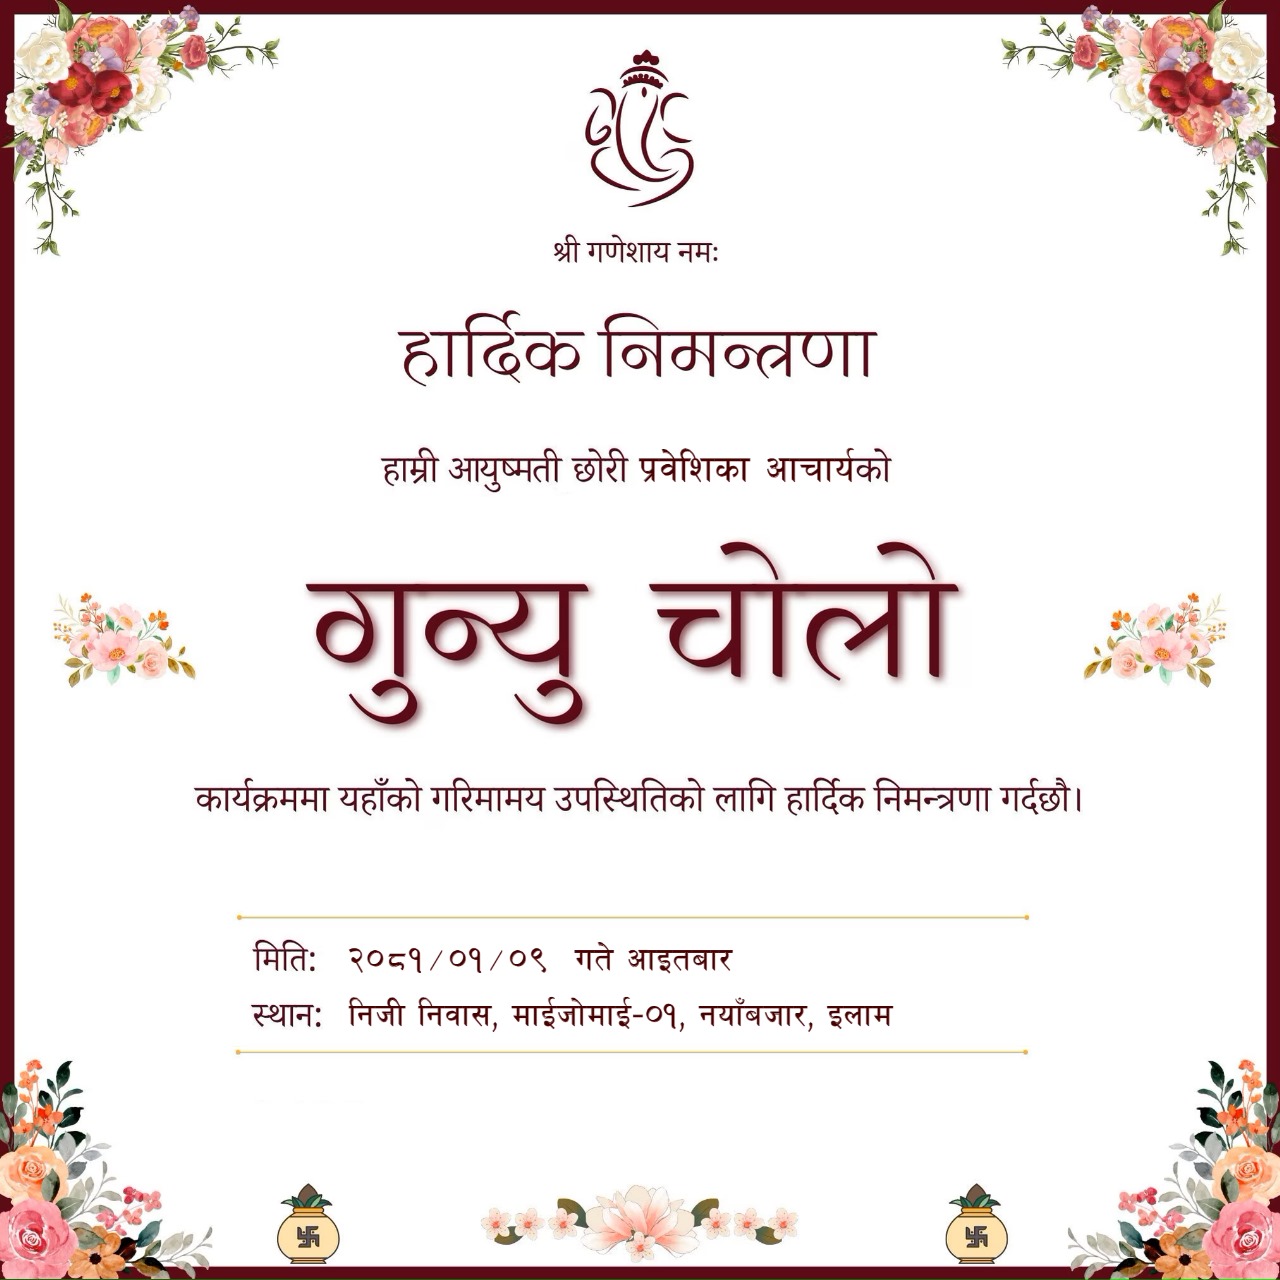 श्री गणेशाय नमः
हार्दिक निमन्त्रणा
हाम्री आयुष्मती छोरी प्रवेशिका आचार्यको
गुन्यु चोलो
कार्यक्रममा यहाँको गरिमामय उपस्थितिको लागि हार्दिक निमन्त्रणा गर्दछौ।
मिति: २०८१/०१/०९ गते आइतबार
स्थान: निजी निवास, माईजोमाई-०१, नयाँबजार, इलाम